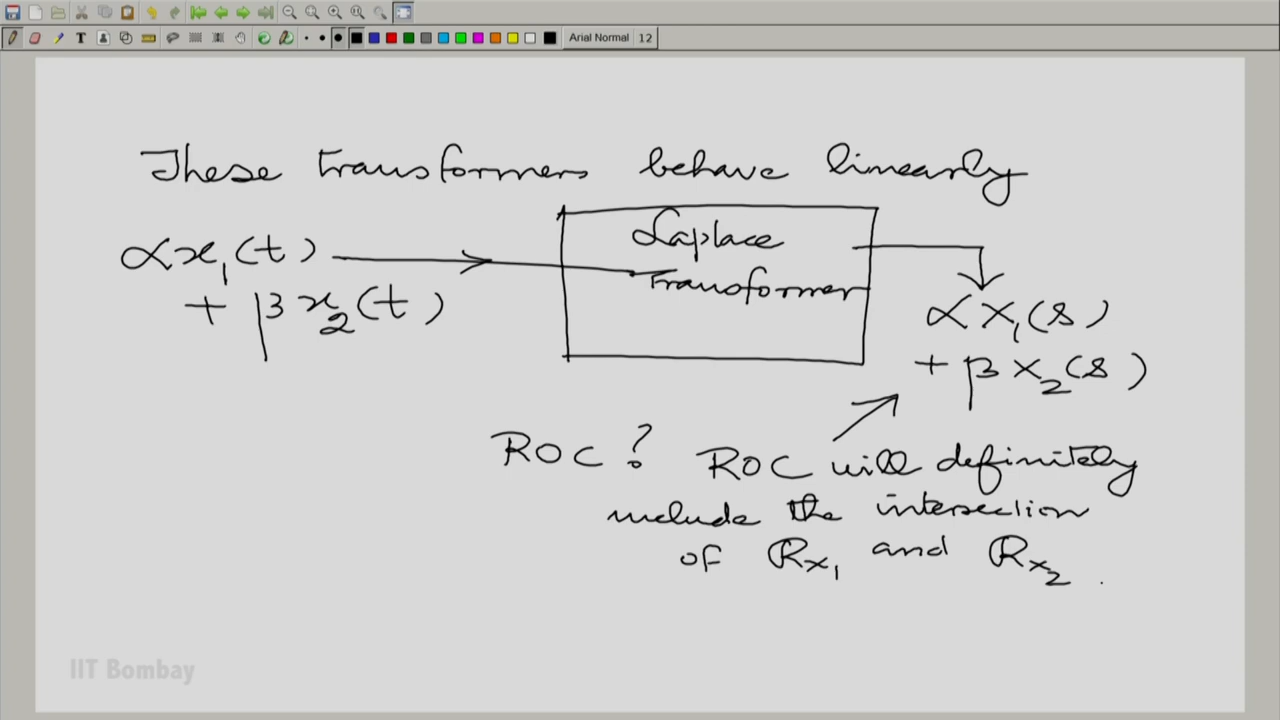 Arial Normal 12
These transformers behave linearly
αx₁(t)
+ βx₂(t)
Laplace
Transformer
αX₁(s)
+ βX₂(s)
ROC?
ROC will definitely
include the intersection
of Rx₁ and Rx₂.
IIT Bombay